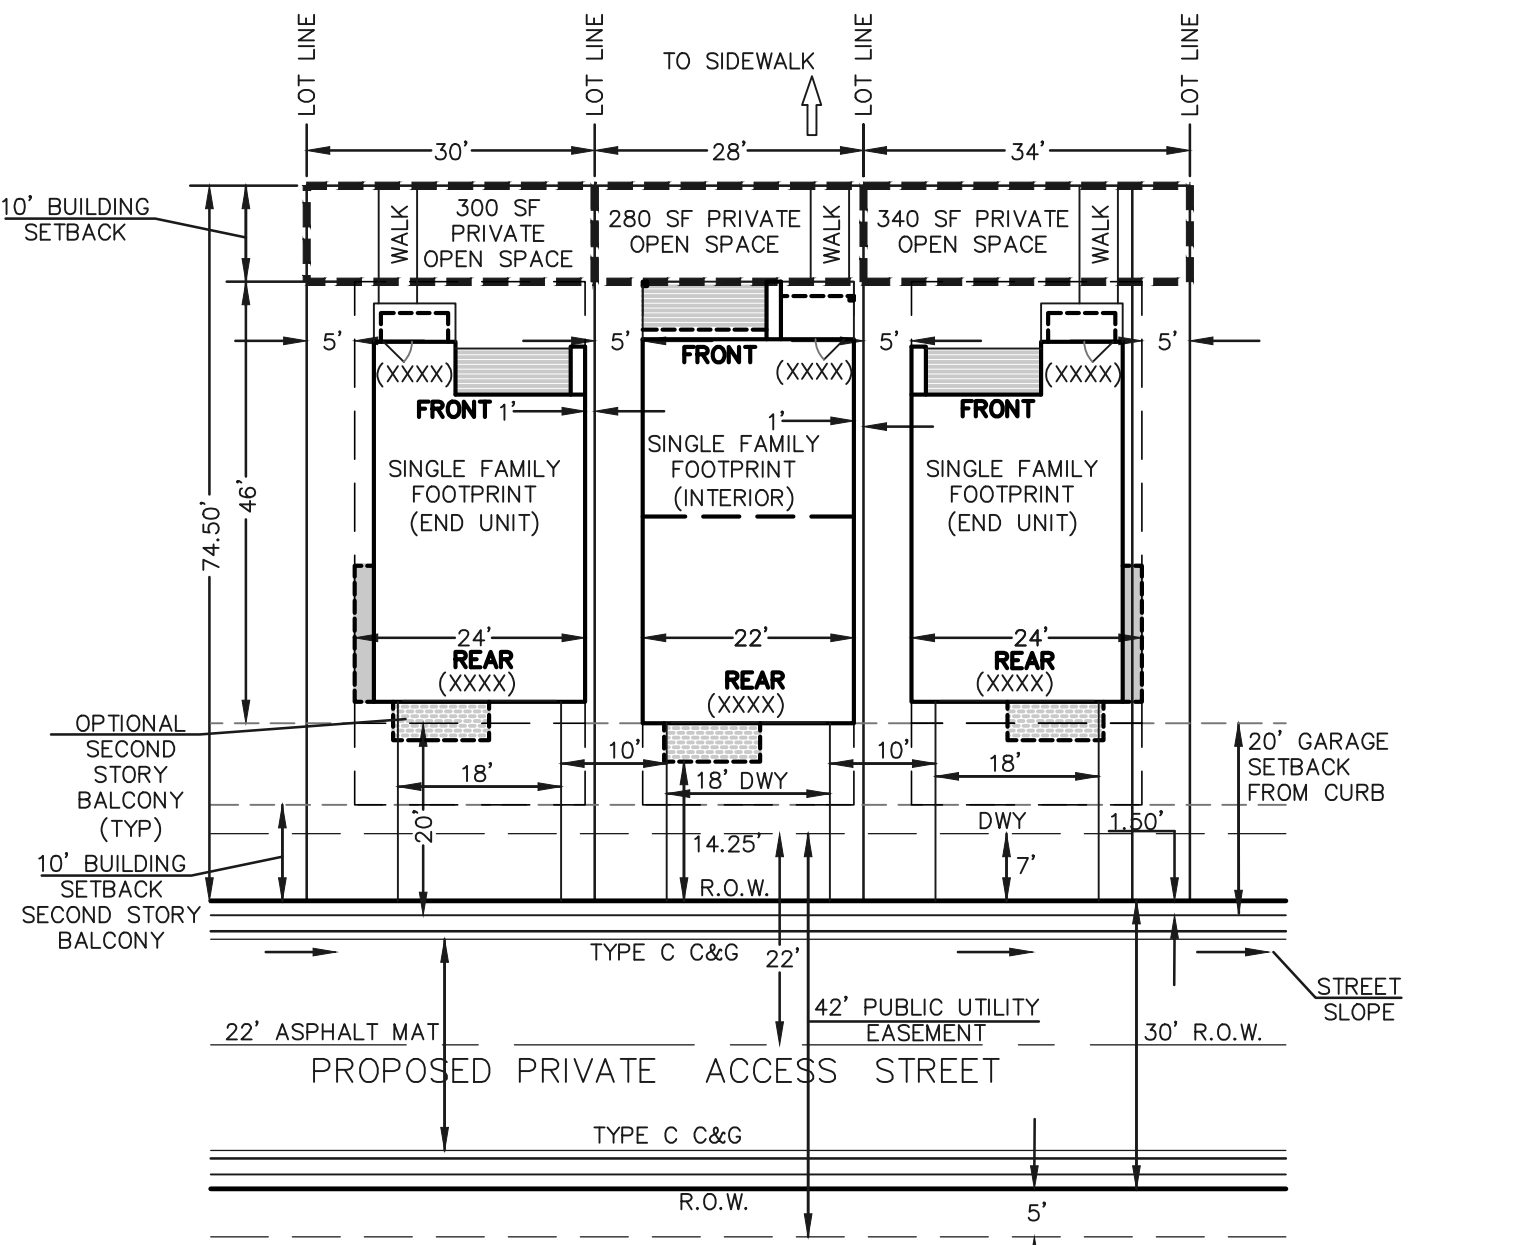 LOT LINE
LOT LINE
LOT LINE
LOT LINE
TO SIDEWALK
30'
28'
34'
10' BUILDING
SETBACK
WALK
300 SF
PRIVATE
OPEN SPACE
280 SF PRIVATE
OPEN SPACE
WALK
340 SF PRIVATE
OPEN SPACE
WALK
5'
5'
5'
5'
(XXXX)
FRONT
1'
FRONT
(XXXX)
1'
(XXXX)
FRONT
SINGLE FAMILY
FOOTPRINT
(END UNIT)
SINGLE FAMILY
FOOTPRINT
(INTERIOR)
SINGLE FAMILY
FOOTPRINT
(END UNIT)
74.50'
46'
24'
REAR
(XXXX)
22'
REAR
(XXXX)
24'
REAR
(XXXX)
OPTIONAL
SECOND
STORY
BALCONY
(TYP)
18'
10'
18' DWY
10'
18'
20' GARAGE
SETBACK
FROM CURB
20'
14.25'
DWY
1.50'
7'
10' BUILDING
SETBACK
SECOND STORY
BALCONY
R.O.W.
TYPE C C&G
22'
STREET
SLOPE
42' PUBLIC UTILITY
EASEMENT
22' ASPHALT MAT
30' R.O.W.
PROPOSED PRIVATE ACCESS STREET
TYPE C C&G
R.O.W.
5'